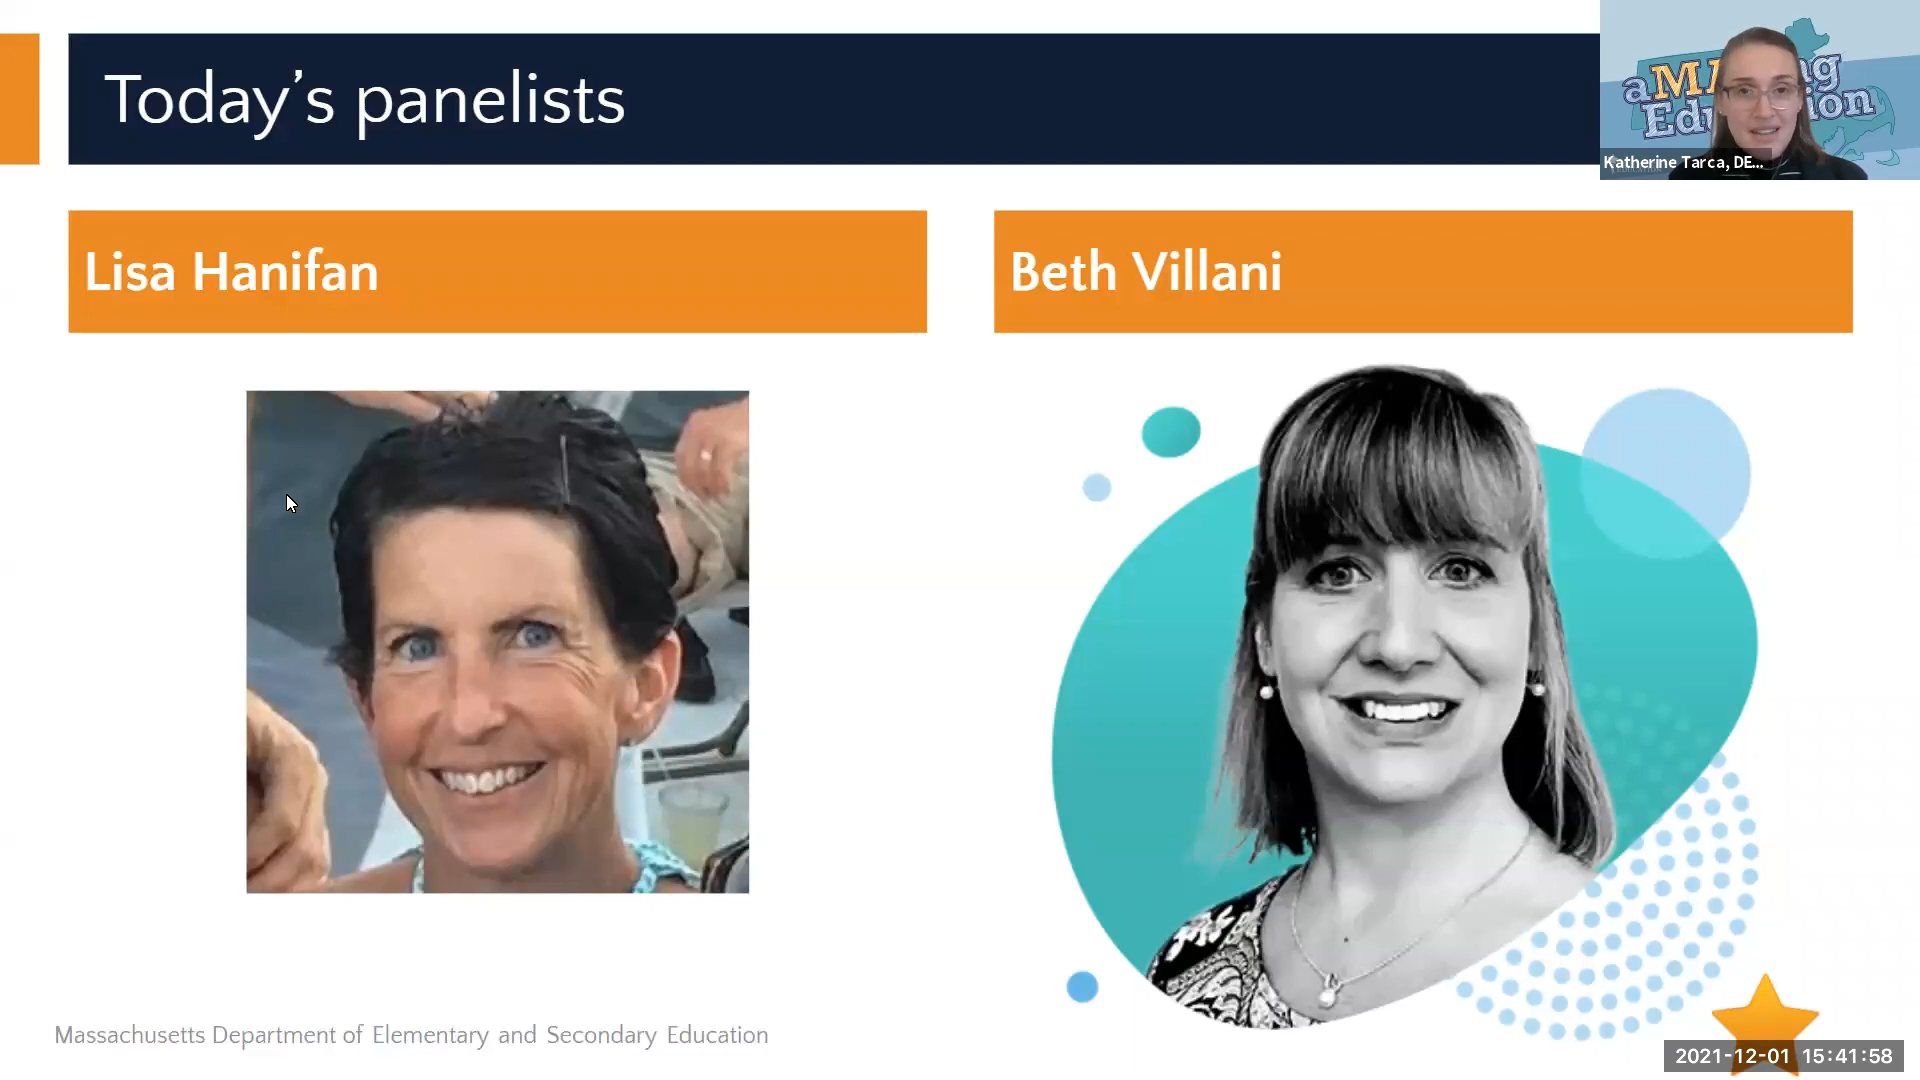 Today's panelists
Katherine Tarca, DE...
Lisa Hanifan
Beth Villani
Massachusetts Department of Elementary and Secondary Education
2021-12-01 15:41:58